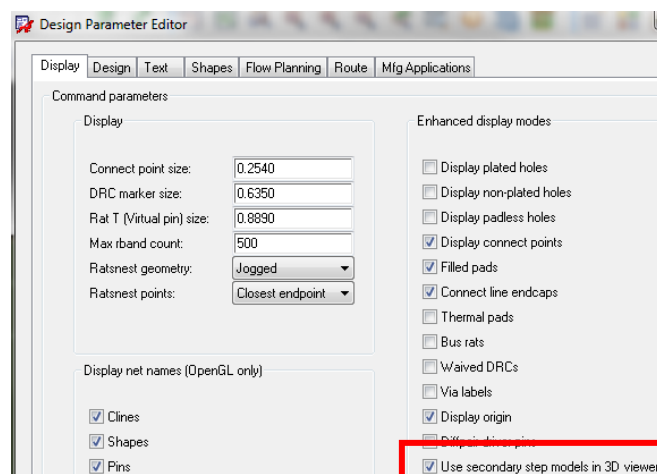 Design Parameter Editor
Display Design Text Shapes Flow Planning Route Mfg Applications
Command parameters
Display
Connect point size: 0.2540
DRC marker size: 0.6350
Rat T (Virtual pin) size: 0.8890
Max rband count: 500
Ratsnest geometry: Jogged
Ratsnest points: Closest endpoint
Display net names (OpenGL only)
Clines
Shapes
Pins
Enhanced display modes
Display plated holes
Display non-plated holes
Display padless holes
Display connect points
Filled pads
Connect line endcaps
Thermal pads
Bus rats
Waived DRCs
Via labels
Display origin
Diffpair driver pins
Use secondary step models in 3D viewer